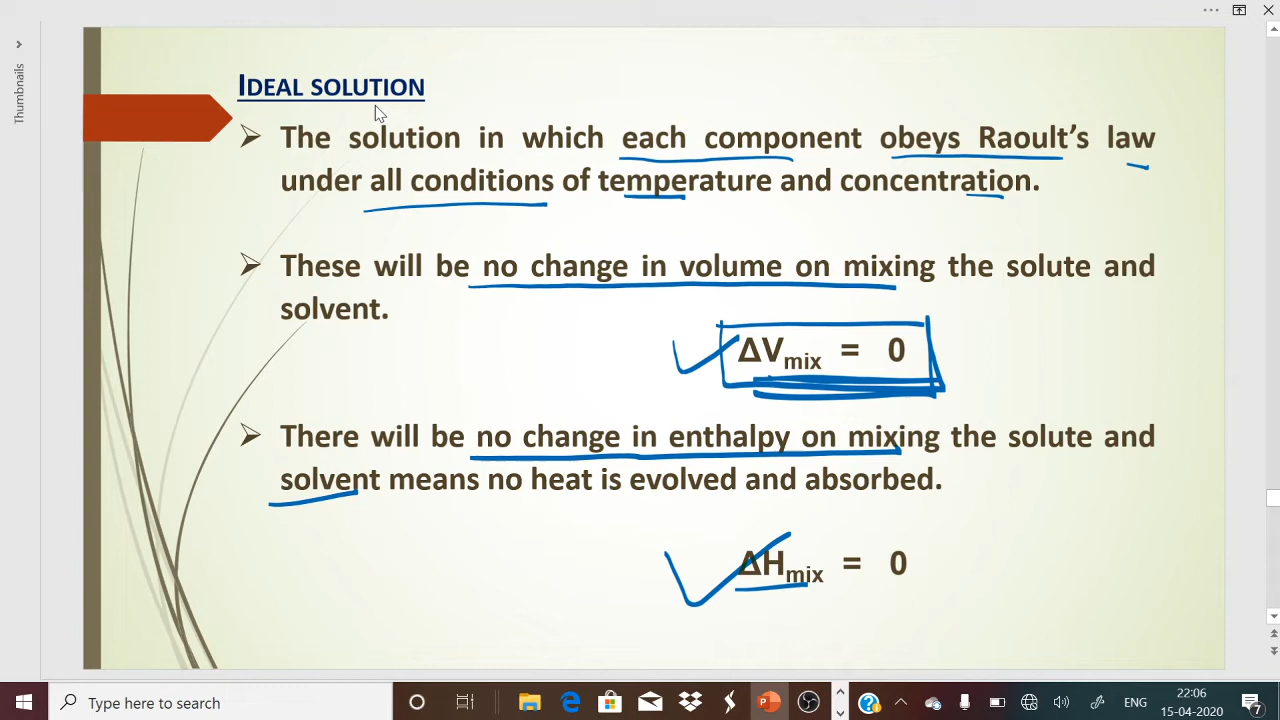 Thumbnails
IDEAL SOLUTION
➢ The solution in which each component obeys Raoult’s law
under all conditions of temperature and concentration.
➢ These will be no change in volume on mixing the solute and
solvent.
ΔVmix = 0
➢ There will be no change in enthalpy on mixing the solute and
solvent means no heat is evolved and absorbed.
ΔHmix = 0
Type here to search
ENG
22:06
15-04-2020
7